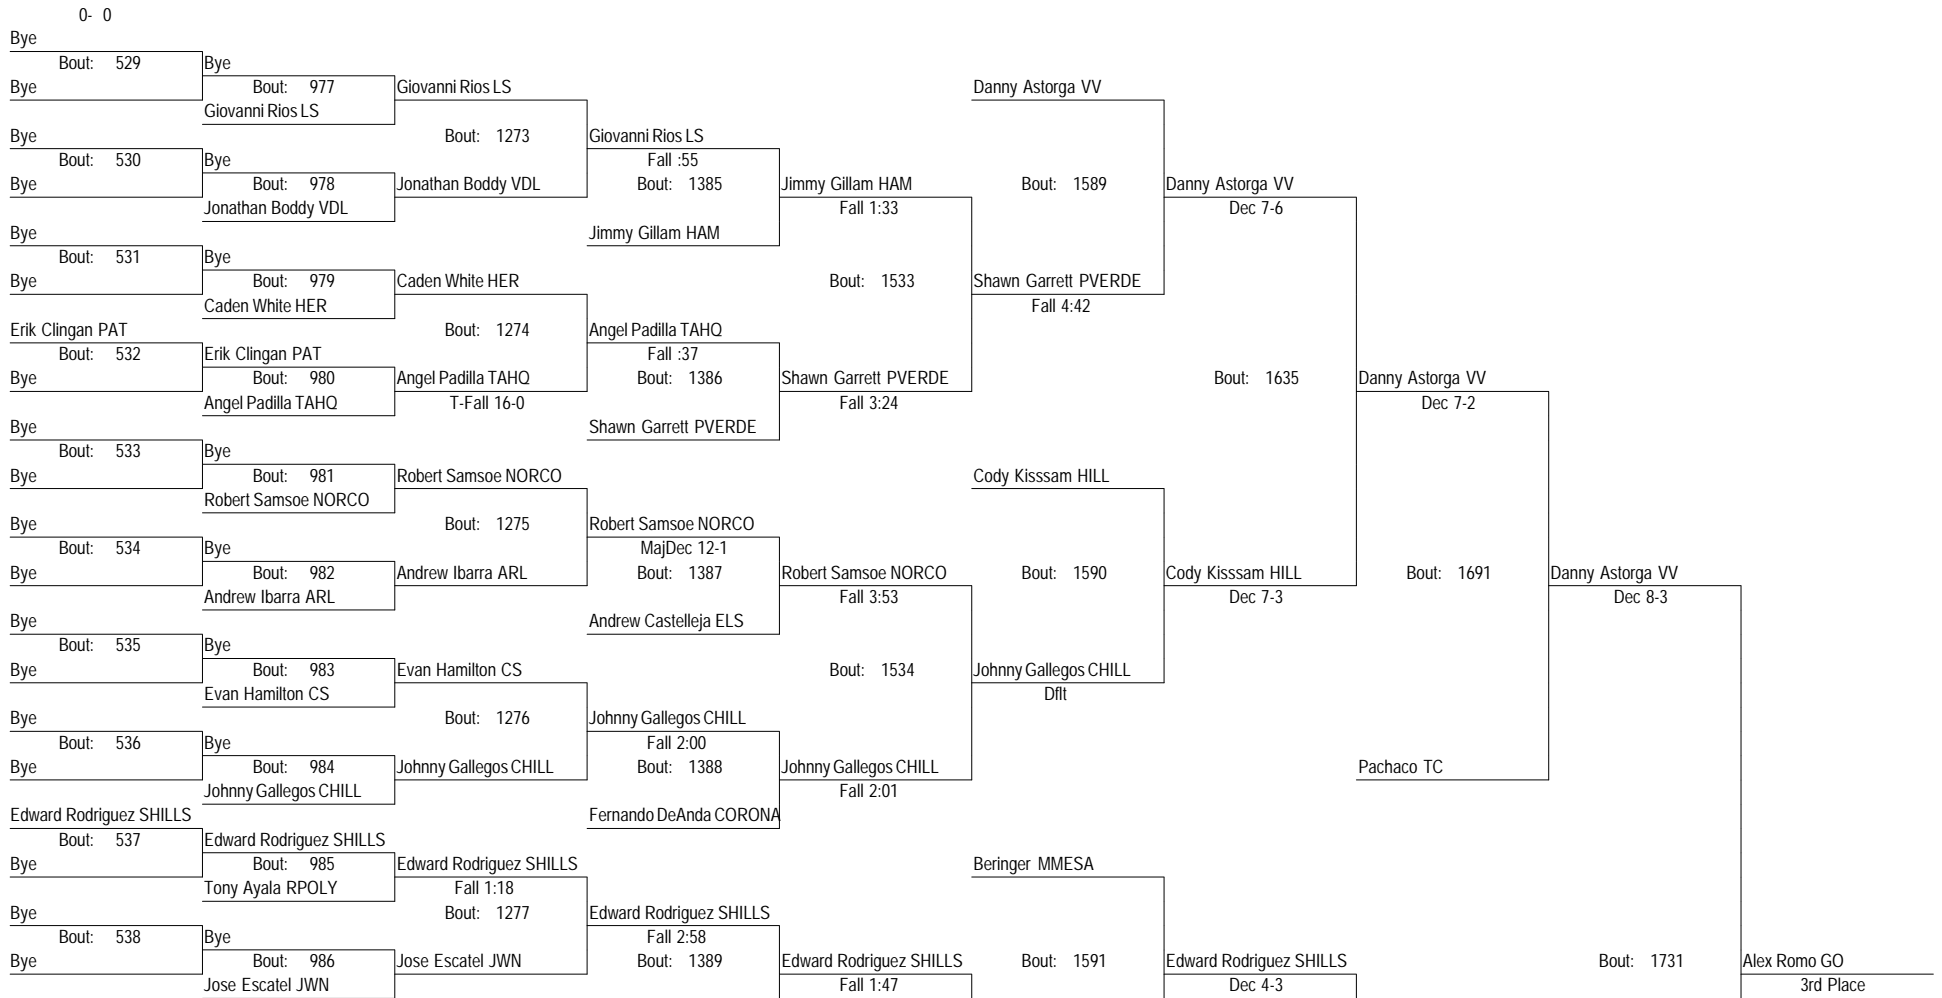 0- 0
Bye
Bout: 529 Bye
Bye Bout: 977 Giovanni Rios LS Danny Astorga VV
Giovanni Rios LS
Bye Bout: 1273 Giovanni Rios LS
Bout: 530 Bye Fall :55
Bye Bout: 978 Jonathan Boddy VDL Bout: 1385 Jimmy Gillam HAM Bout: 1589 Danny Astorga VV
Jonathan Boddy VDL Fall 1:33 Dec 7-6
Bye Jimmy Gillam HAM
Bout: 531 Bye
Bye Bout: 979 Caden White HER Bout: 1533 Shawn Garrett PVERDE
Caden White HER Fall 4:42
Erik Clingan PAT Bout: 1274 Angel Padilla TAHQ
Bout: 532 Erik Clingan PAT Fall :37
Bye Bout: 980 Angel Padilla TAHQ Bout: 1386 Shawn Garrett PVERDE Bout: 1635 Danny Astorga VV
Angel Padilla TAHQ T-Fall 16-0 Fall 3:24 Dec 7-2
Bye Shawn Garrett PVERDE
Bout: 533 Bye
Bye Bout: 981 Robert Samsoe NORCO Cody Kisssam HILL
Robert Samsoe NORCO
Bye Bout: 1275 Robert Samsoe NORCO
Bout: 534 Bye MajDec 12-1
Bye Bout: 982 Andrew Ibarra ARL Bout: 1387 Robert Samsoe NORCO Bout: 1590 Cody Kisssam HILL Bout: 1691 Danny Astorga VV
Andrew Ibarra ARL Fall 3:53 Dec 7-3 Dec 8-3
Bye Andrew Castelleja ELS
Bout: 535 Bye
Bye Bout: 983 Evan Hamilton CS Bout: 1534 Johnny Gallegos CHILL
Evan Hamilton CS Dflt
Bye Bout: 1276 Johnny Gallegos CHILL
Bout: 536 Bye Fall 2:00
Bye Bout: 984 Johnny Gallegos CHILL Bout: 1388 Johnny Gallegos CHILL Pachaco TC
Johnny Gallegos CHILL Fall 2:01
Edward Rodriguez SHILLS Fernando DeAnda CORONA
Bout: 537 Edward Rodriguez SHILLS
Bye Bout: 985 Edward Rodriguez SHILLS Beringer MMESA
Tony Ayala RPOLY Fall 1:18
Bye Bout: 1277 Edward Rodriguez SHILLS
Bout: 538 Bye Fall 2:58
Bye Bout: 986 Jose Escatel JWN Bout: 1389 Edward Rodriguez SHILLS Bout: 1591 Edward Rodriguez SHILLS Bout: 1731 Alex Romo GO
Jose Escatel JWN Fall 1:47 Dec 4-3 3rd Place